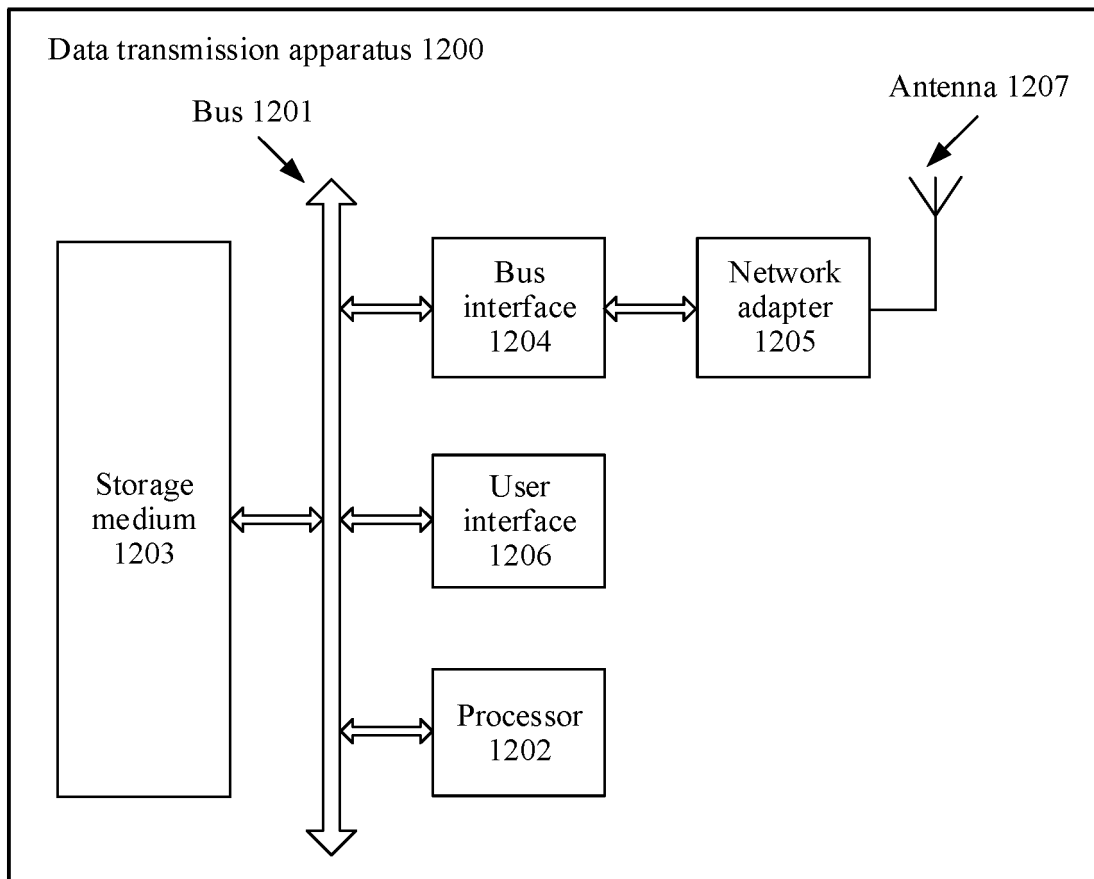 Data transmission apparatus 1200
Bus 1201
Antenna 1207
Bus
interface
1204
Network
adapter
1205
Storage
medium
1203
User
interface
1206
Processor
1202